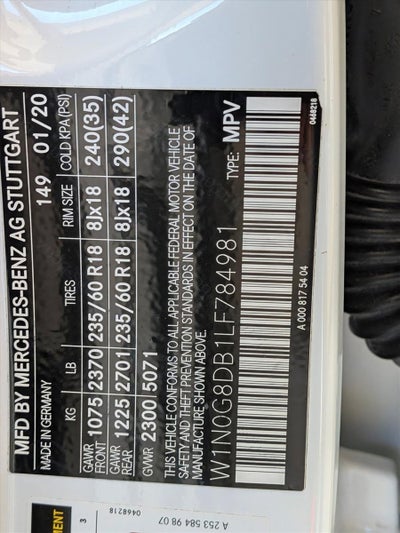 MFD BY MERCEDES-BENZ AG STUTTGART
MADE IN GERMANY 149 01/20
KG LB TIRES RIM SIZE COLD KPA(PSI)
GAWR FRONT 1075 2370 235/60 R18 8Jx18 240(35)
GAWR REAR 1225 2701 235/60 R18 8Jx18 290(42)
GVWR 2300 5071
THIS VEHICLE CONFORMS TO ALL APPLICABLE FEDERAL MOTOR VEHICLE
SAFETY AND THEFT PREVENTION STANDARDS IN EFFECT ON THE DATE OF
MANUFACTURE SHOWN ABOVE.
W1N0G8DB1LF784981 TYPE: MPV
A 000 817 54 04
0468218
MENT
3
0468218
A 253 584 98 07